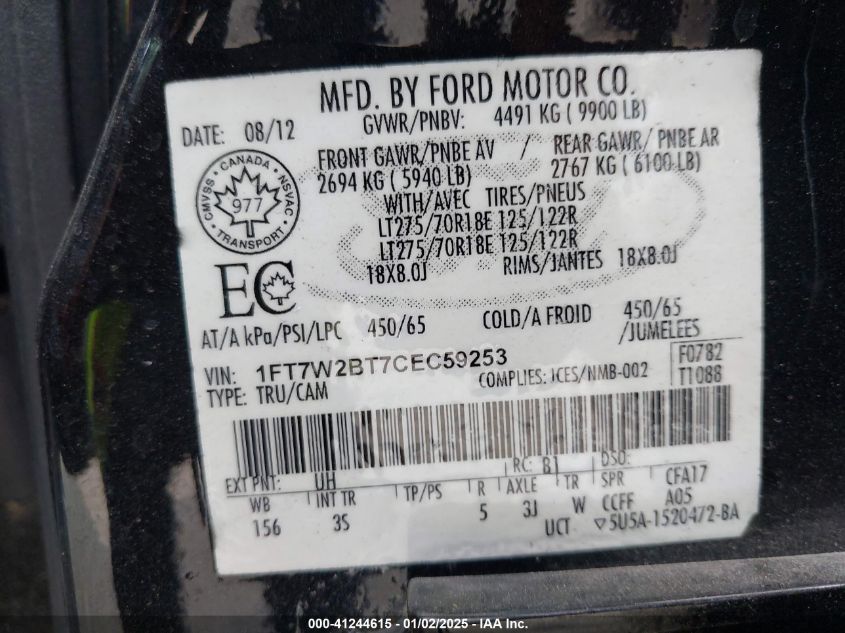 MFD. BY FORD MOTOR CO.
DATE: 08/12
GVWR/PNBV: 4491 KG ( 9900 LB)
FRONT GAWR/PNBE AV / REAR GAWR/ PNBE AR
2694 KG ( 5940 LB) 2767 KG ( 6100 LB)
WITH/AVEC TIRES/PNEUS
LT275/70R18E 125/122R
LT275/70R18E 125/122R
18X8.0J RIMS/JANTES 18X8.0J
CANADA
CMVSS NSVAC
977
TRANSPORT
EC
AT/A kPa/PSI/LPC 450/65 COLD/A FROID 450/65
/JUMELEES
VIN: 1FT7W2BT7CEC59253
TYPE: TRU/CAM COMPLIES: ICES/NMB-002
F0782
T1088
EXT PNT: UH RC: B1 DSO:
WB INT TR TP/PS R AXLE TR SPR CFA17
156 3S 5 3J W CCFF A05
UCT ▽5U5A-1520472-BA
000-41244615 - 01/02/2025 - IAA Inc.